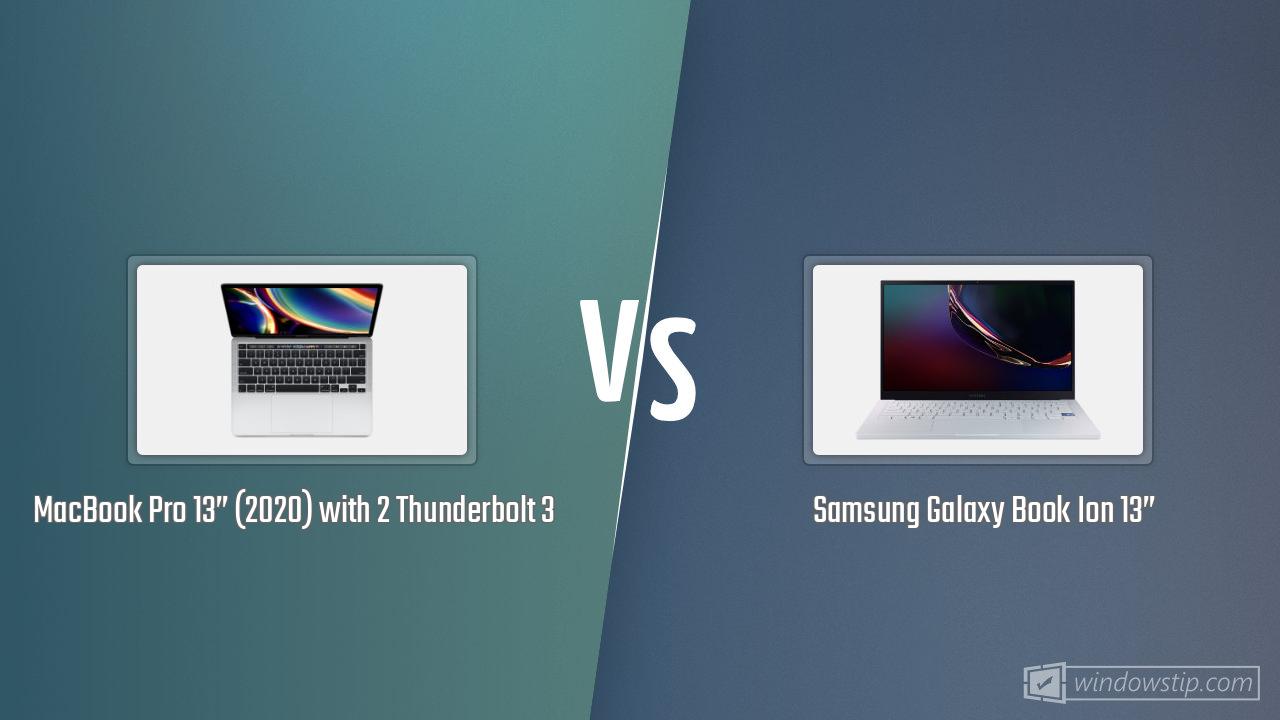 VS
MacBook Pro 13” (2020) with 2 Thunderbolt 3
Samsung Galaxy Book Ion 13”
windowstip.com